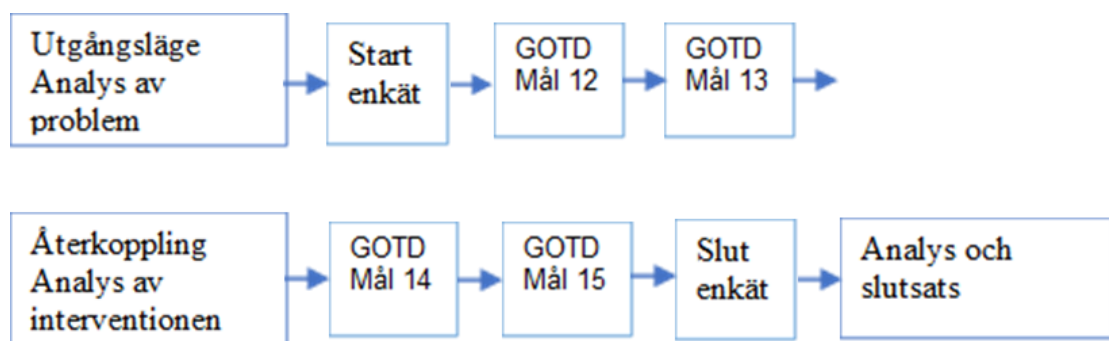 Utgångsläge
Analys av
problem
Start
enkät
GOTD
Mål 12
GOTD
Mål 13
Återkoppling
Analys av
interventionen
GOTD
Mål 14
GOTD
Mål 15
Slut
enkät
Analys och
slutsats